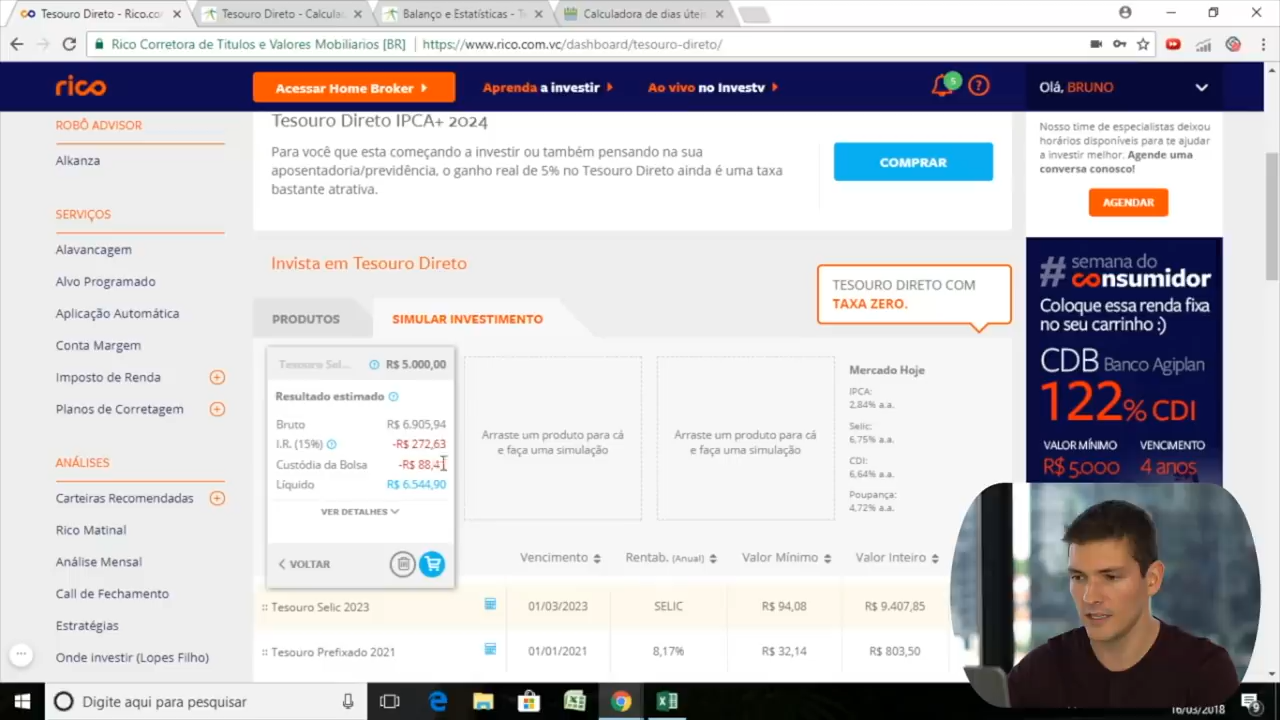 Tesouro Direto - Rico.co
Tesouro Direto - Calcula
Balanço e Estatísticas - T
Calculadora de dias útei
Rico Corretora de Titulos e Valores Mobiliarios [BR]
https://www.rico.com.vc/dashboard/tesouro-direto/
rico
Acessar Home Broker
Aprenda a investir
Ao vivo no Investv
5
?
Olá, BRUNO
ROBÔ ADVISOR
Alkanza
SERVIÇOS
Alavancagem
Alvo Programado
Aplicação Automática
Conta Margem
Imposto de Renda
Planos de Corretagem
ANÁLISES
Carteiras Recomendadas
Rico Matinal
Análise Mensal
Call de Fechamento
Estratégias
Onde investir (Lopes Filho)
Tesouro Direto IPCA+ 2024
Para você que esta começando a investir ou também pensando na sua
aposentadoria/previdência, o ganho real de 5% no Tesouro Direto ainda é uma taxa
bastante atrativa.
COMPRAR
Invista em Tesouro Direto
TESOURO DIRETO COM
TAXA ZERO.
PRODUTOS
SIMULAR INVESTIMENTO
Tesouro Sel... R$ 5.000,00
Resultado estimado
Bruto R$ 6.905,94
I.R. (15%) -R$ 272,63
Custódia da Bolsa -R$ 88,4
Líquido R$ 6.544,90
VER DETALHES
VOLTAR
Arraste um produto para cá
e faça uma simulação
Arraste um produto para cá
e faça uma simulação
Mercado Hoje
IPCA:
2,84% a.a.
Selic:
6,75% a.a.
CDI:
6,64% a.a.
Poupança:
4,72% a.a.
Vencimento Rentab. (Anual) Valor Mínimo Valor Inteiro
:: Tesouro Selic 2023 01/03/2023 SELIC R$ 94,08 R$ 9.407,85
:: Tesouro Prefixado 2021 01/01/2021 8,17% R$ 32,14 R$ 803,50
Nosso time de especialistas deixou
horários disponíveis para te ajudar
a investir melhor. Agende uma
conversa conosco!
AGENDAR
# semana do
consumidor
Coloque essa renda fixa
no seu carrinho :)
CDB Banco Agiplan
122% CDI
VALOR MÍNIMO VENCIMENTO
R$ 5.000 4 anos
Digite aqui para pesquisar
16/03/2018
9